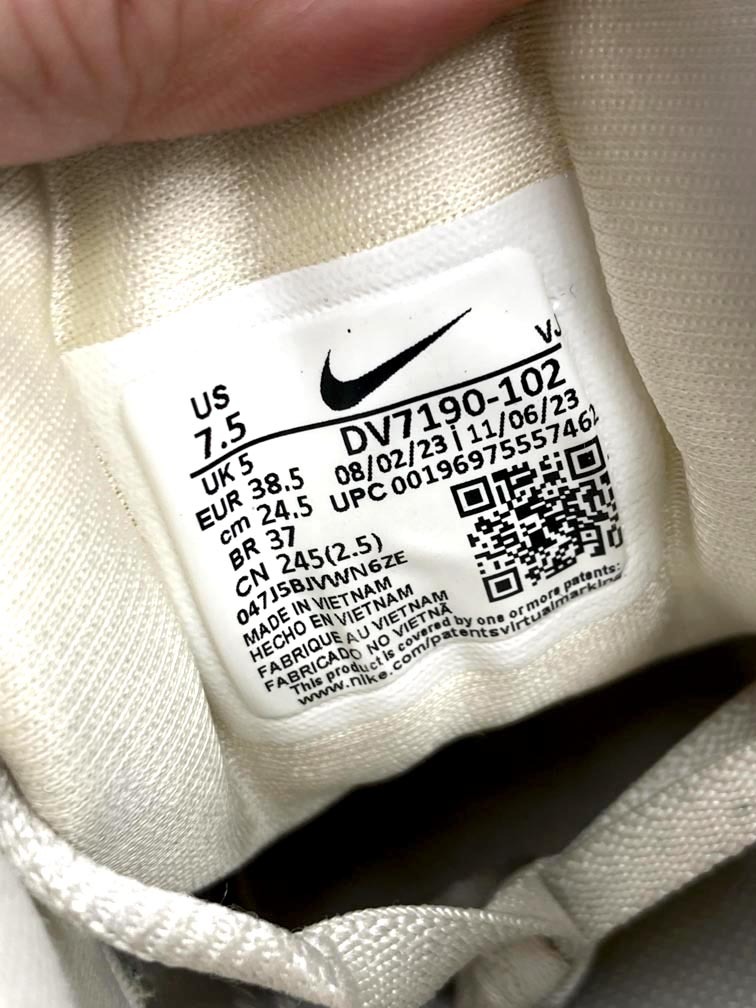 US
7.5
UK 5
EUR 38.5
cm 24.5
BR 37
CN 245(2.5)
VJ
DV7190-102
08/02/23 | 11/06/23
UPC 00196975557462
047J5BJVWN6ZE
MADE IN VIETNAM
HECHO EN VIETNAM
FABRIQUE AU VIETNAM
FABRICADO NO VIETNÃ
This product is covered by one or more patents:
www.nike.com/patentsvirtualmarking